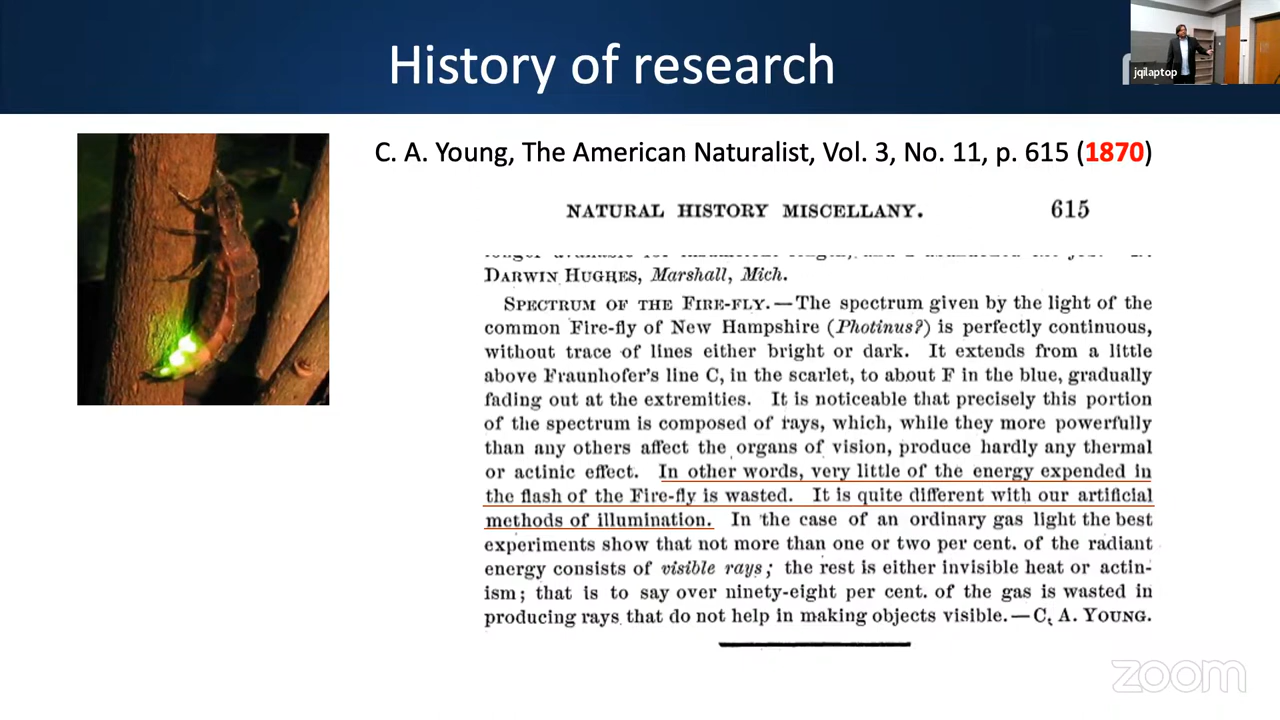 History of research
jqilaptop
C. A. Young, The American Naturalist, Vol. 3, No. 11, p. 615 (1870)
NATURAL HISTORY MISCELLANY. 615
DARWIN HUGHES, Marshall, Mich.
SPECTRUM OF THE FIRE-FLY.—The spectrum given by the light of the
common Fire-fly of New Hampshire (Photinus?) is perfectly continuous,
without trace of lines either bright or dark. It extends from a little
above Fraunhofer's line C, in the scarlet, to about F in the blue, gradually
fading out at the extremities. It is noticeable that precisely this portion
of the spectrum is composed of rays, which, while they more powerfully
than any others affect the organs of vision, produce hardly any thermal
or actinic effect. In other words, very little of the energy expended in
the flash of the Fire-fly is wasted. It is quite different with our artificial
methods of illumination. In the case of an ordinary gas light the best
experiments show that not more than one or two per cent. of the radiant
energy consists of visible rays; the rest is either invisible heat or actin-
ism; that is to say over ninety-eight per cent. of the gas is wasted in
producing rays that do not help in making objects visible.—C. A. YOUNG.
zoom